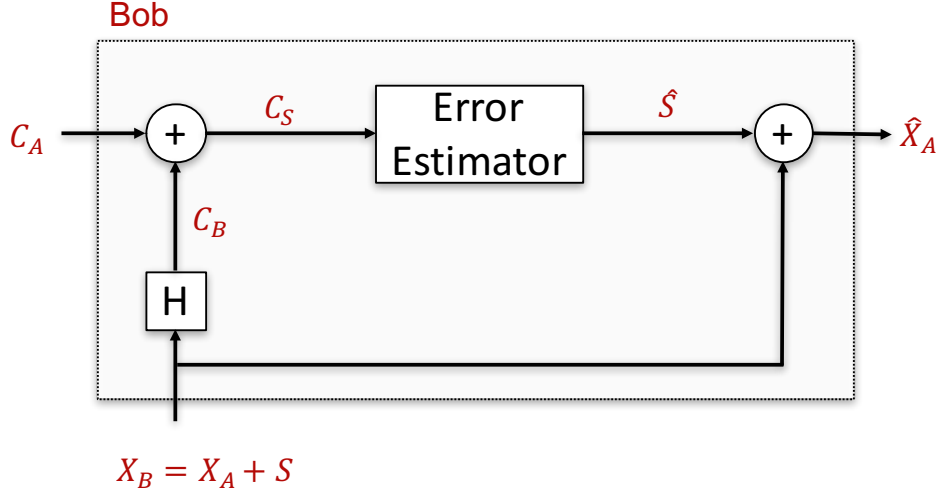 Bob
C_A
+
C_S
Error
Estimator
Ŝ
+
X̂_A
C_B
H
X_B = X_A + S